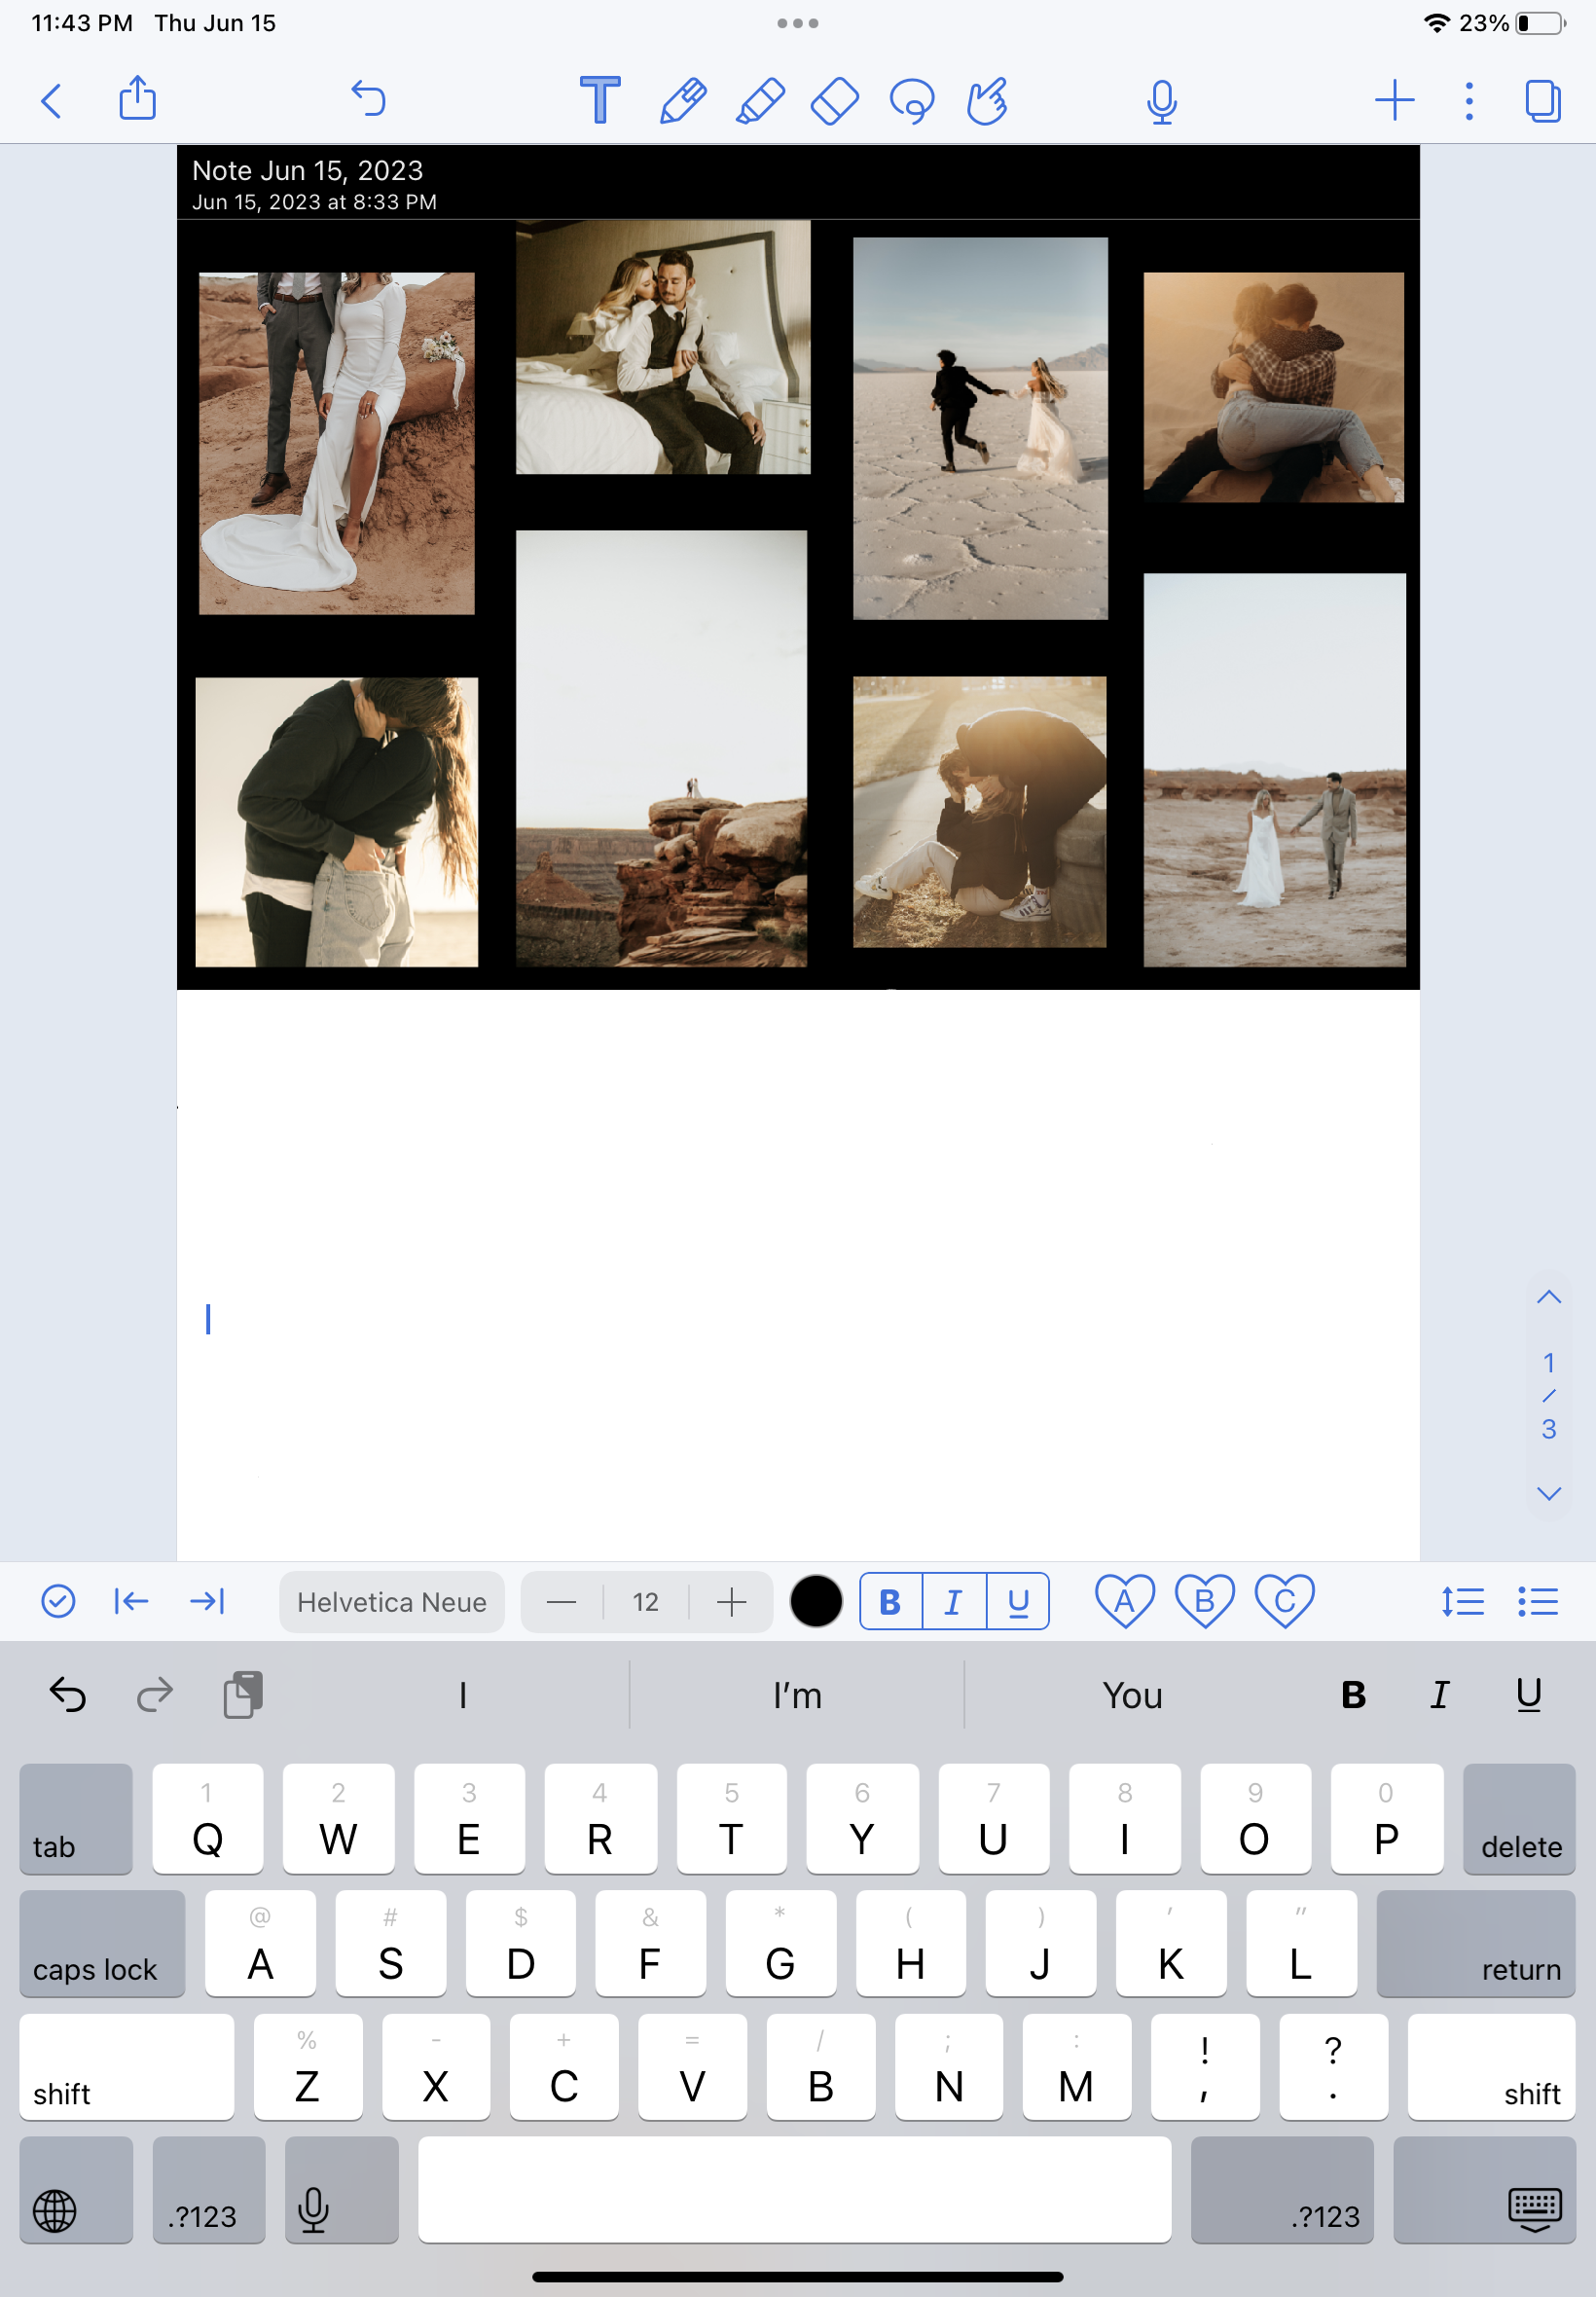 11:43 PM Thu Jun 15
23%
T
Note Jun 15, 2023
Jun 15, 2023 at 8:33 PM
1
/
3
Helvetica Neue
12
B I U
A B C
I
I'm
You
B I U
1 2 3 4 5 6 7 8 9 0
tab Q W E R T Y U I O P delete
@ # $ & * ( ) ' "
caps lock A S D F G H J K L return
% - + = / ; : ! ?
shift Z X C V B N M , . shift
.?123 .?123